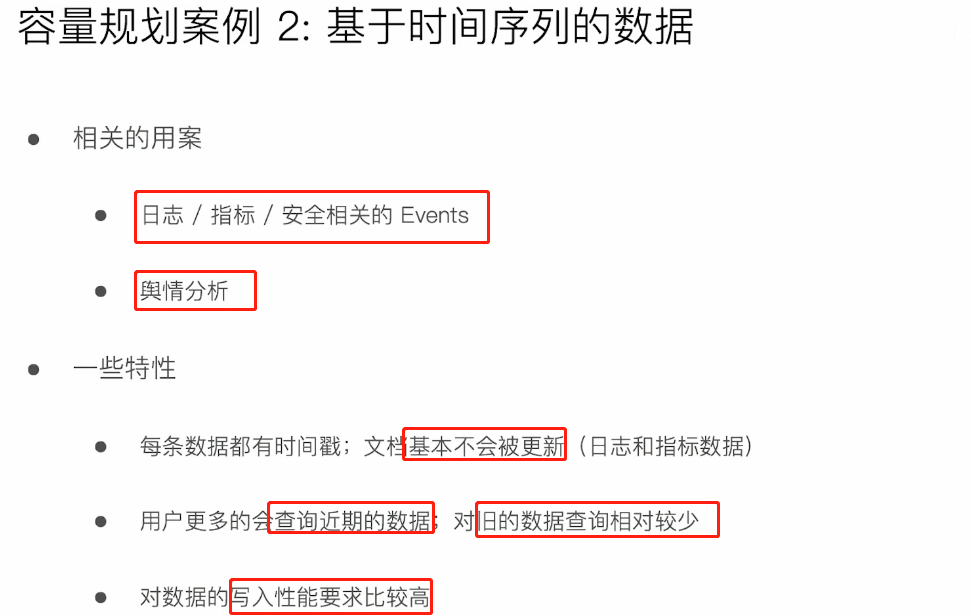 容量规划案例 2: 基于时间序列的数据
相关的用案
日志 / 指标 / 安全相关的 Events
舆情分析
一些特性
每条数据都有时间戳；文档基本不会被更新（日志和指标数据）
用户更多的会查询近期的数据；对旧的数据查询相对较少
对数据的写入性能要求比较高